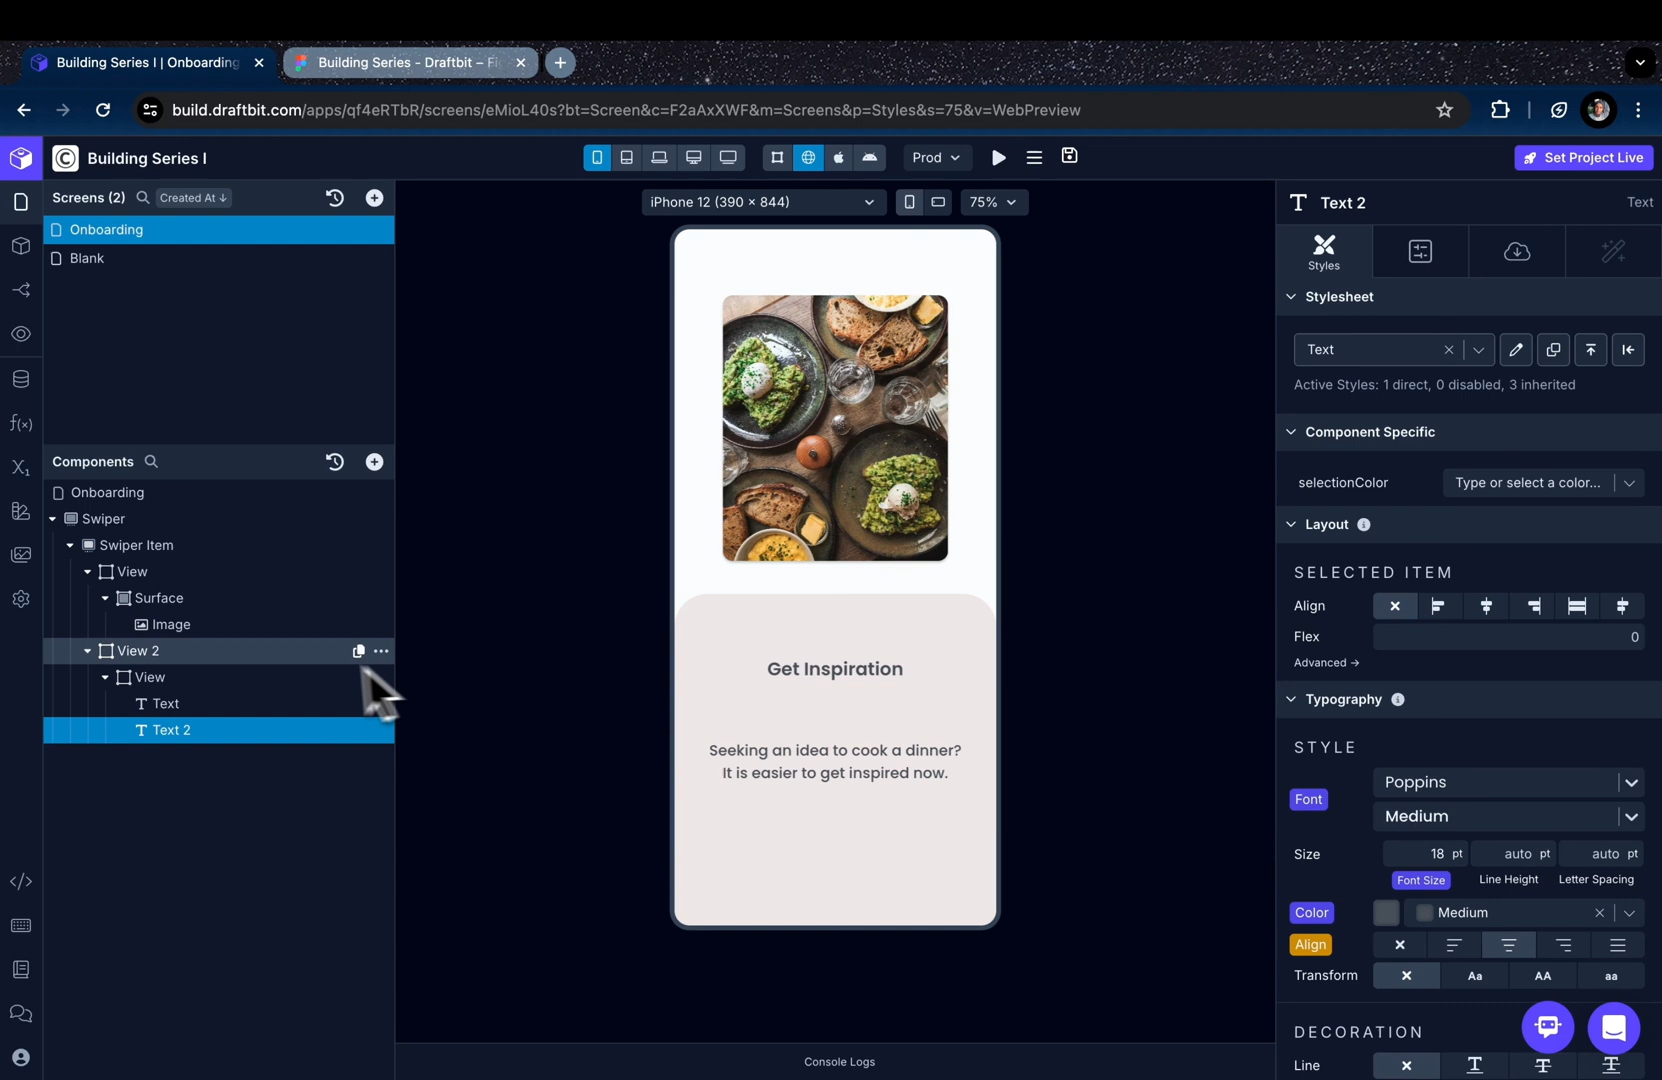 Building Series I | Onboarding
Building Series - Draftbit – Fi
build.draftbit.com/apps/qf4eRTbR/screens/eMioL40s?bt=Screen&c=F2aAxXWF&m=Screens&p=Styles&s=75&v=WebPreview
Building Series I
Prod
Set Project Live
Screens (2)
Created At ↓
Onboarding
Blank
Components
Onboarding
Swiper
Swiper Item
View
Surface
Image
View 2
View
Text
Text 2
iPhone 12 (390 × 844)
75%
Get Inspiration
Seeking an idea to cook a dinner?
It is easier to get inspired now.
Console Logs
Text 2
Text
Styles
Stylesheet
Text
Active Styles: 1 direct, 0 disabled, 3 inherited
Component Specific
selectionColor
Type or select a color...
Layout
SELECTED ITEM
Align
Flex
0
Advanced →
Typography
STYLE
Font
Poppins
Medium
Size
18 pt
auto pt
auto pt
Font Size
Line Height
Letter Spacing
Color
Medium
Align
Transform
Aa
AA
aa
DECORATION
Line